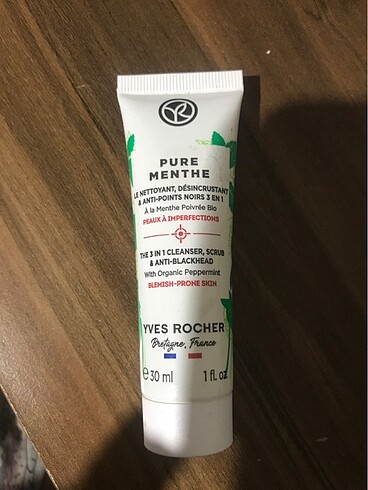 YR
PURE
MENTHE
LE NETTOYANT, DÉSINCRUSTANT
& ANTI-POINTS NOIRS 3 EN 1
À la Menthe Poivrée Bio
PEAUX À IMPERFECTIONS
THE 3 IN 1 CLEANSER, SCRUB
& ANTI-BLACKHEAD
With Organic Peppermint
BLEMISH-PRONE SKIN
YVES ROCHER
Bretagne, France
℮ 30 ml 1 fl. oz